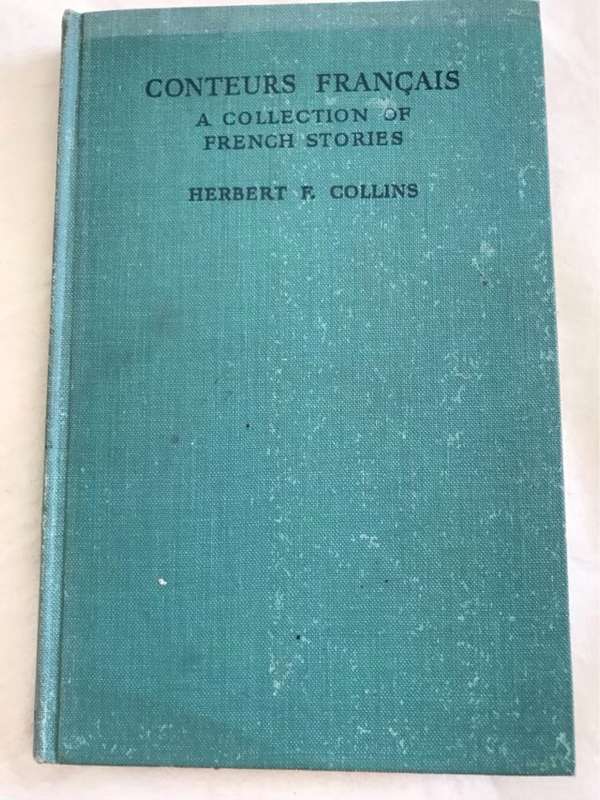 CONTEURS FRANÇAIS
A COLLECTION OF
FRENCH STORIES
HERBERT F. COLLINS